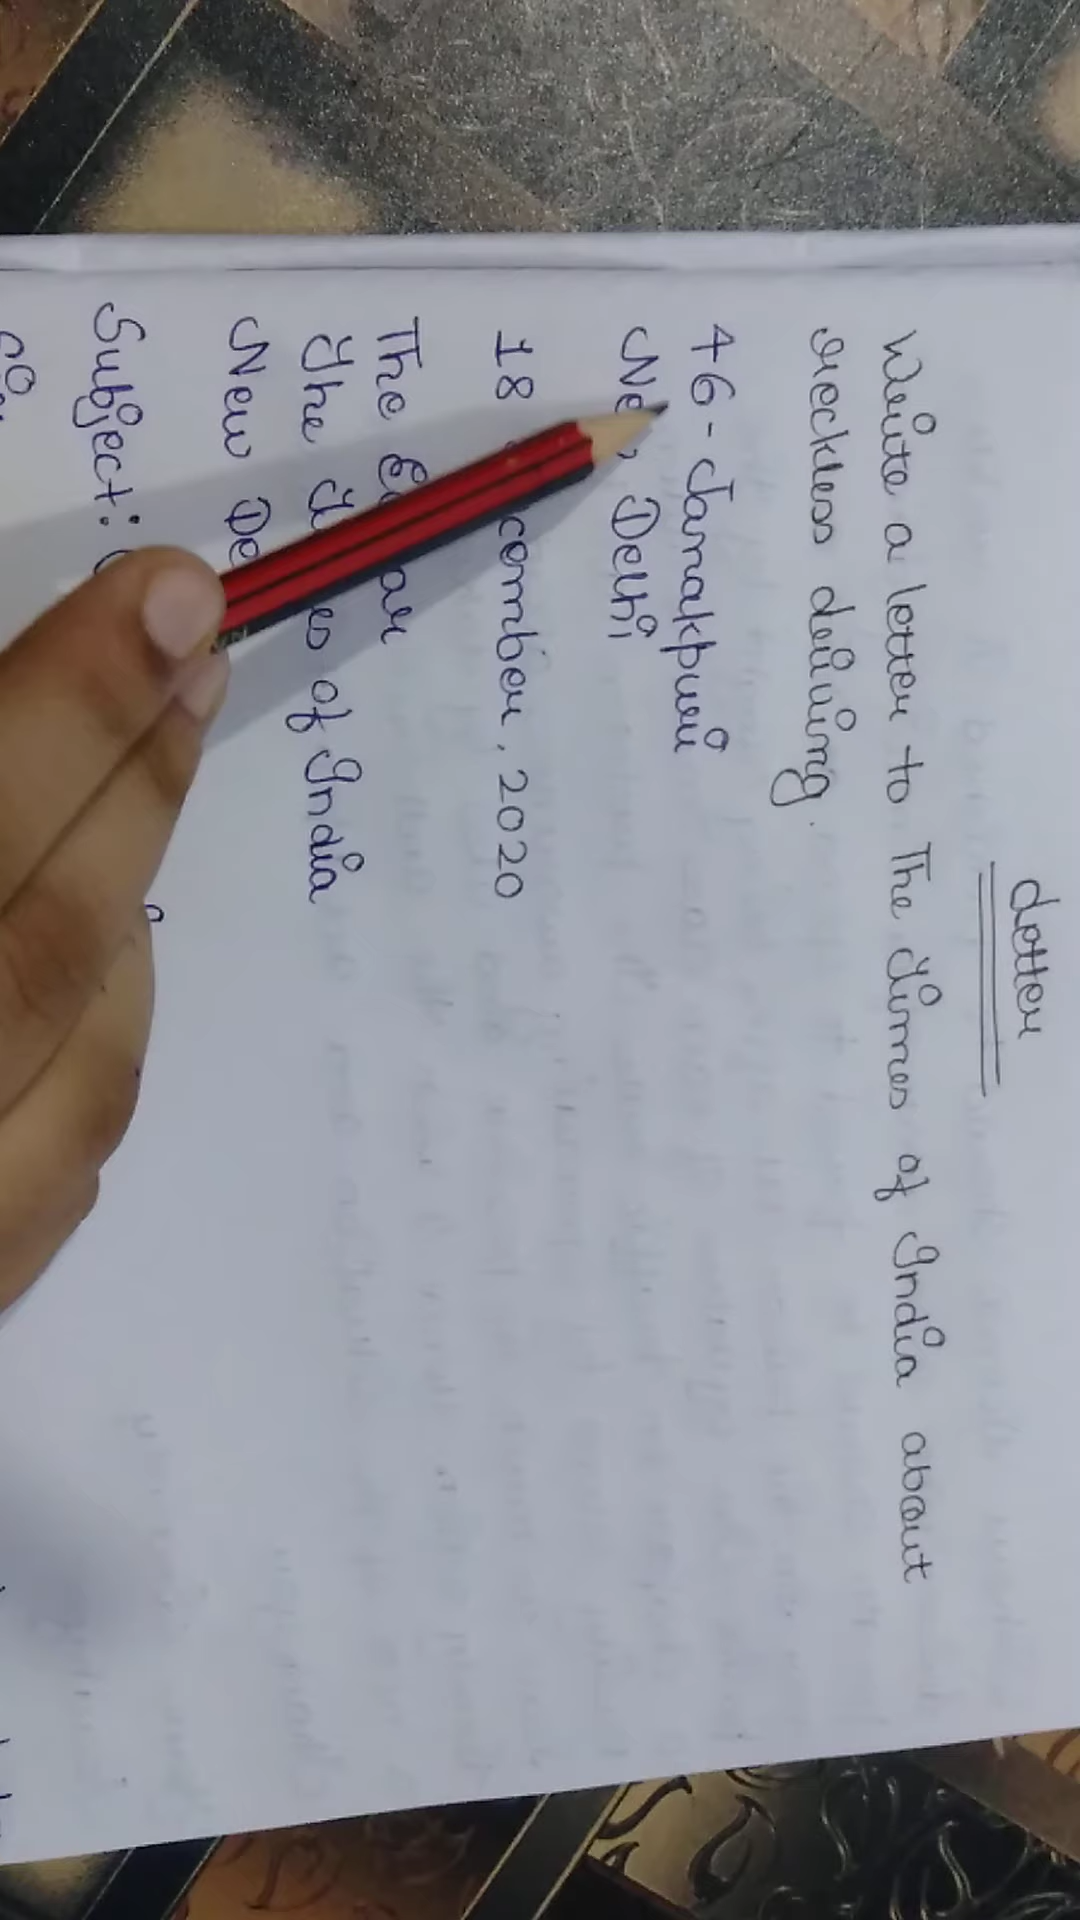 Letter
Write a letter to The Times of India about
reckless driving.
46-Janakpuri
Delhi
18 2020
The
The of India
New
Subject: